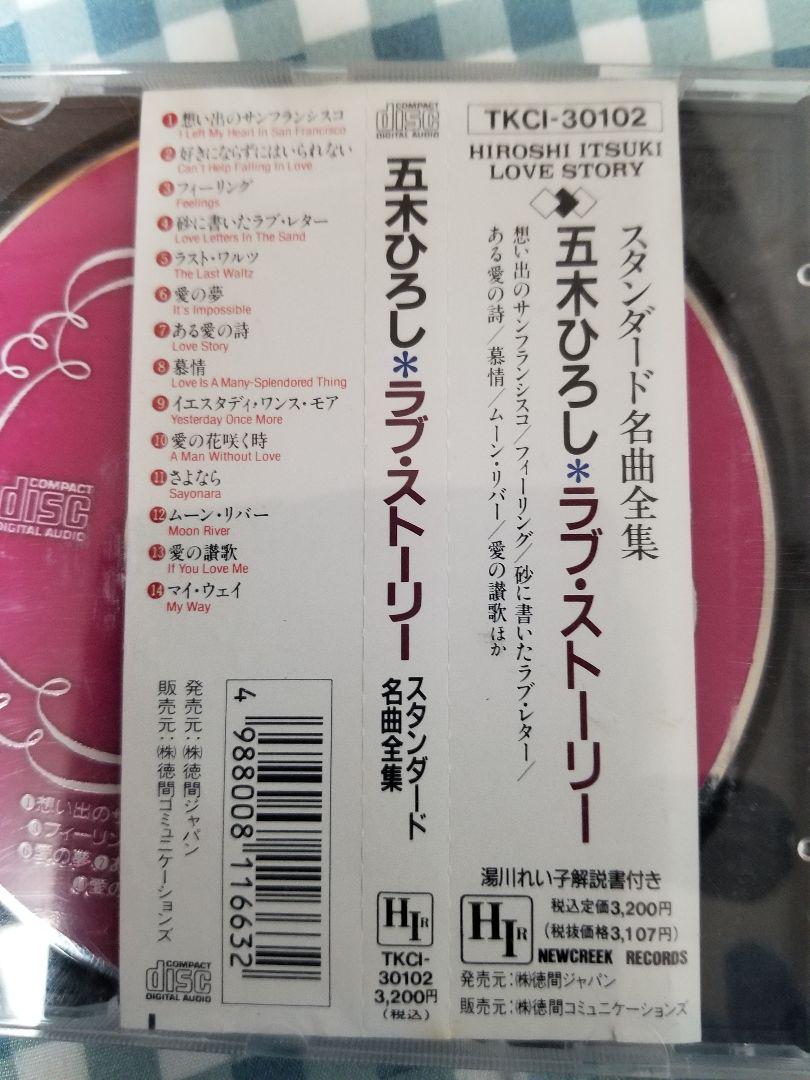 ❶想い出のサンフランシスコ
I Left My Heart In San Francisco
❷好きにならずにはいられない
Can't Help Falling In Love
❸フィーリング
Feelings
❹砂に書いたラブ・レター
Love Letters In The Sand
❺ラスト・ワルツ
The Last Waltz
❻愛の夢
It's Impossible
❼ある愛の詩
Love Story
❽慕情
Love Is A Many-Splendored Thing
❾イエスタディ・ワンス・モア
Yesterday Once More
❿愛の花咲く時
A Man Without Love
⓫さよなら
Sayonara
⓬ムーン・リバー
Moon River
⓭愛の讃歌
If You Love Me
⓮マイ・ウェイ
My Way
発売元:㈱徳間ジャパン
販売元:㈱徳間コミュニケーションズ
4 988008 116632
COMPACT
disc
DIGITAL AUDIO
COMPACT
disc
DIGITAL AUDIO
五木ひろし*ラブ・ストーリー
スタンダード
名曲全集
HIR
TKCI-
30102
3,200円
(税込)
TKCI-30102
HIROSHI ITSUKI
LOVE STORY
スタンダード名曲全集
五木ひろし*ラブ・ストーリー
想い出のサンフランシスコ/フィーリング/砂に書いたラブ・レター/
ある愛の詩/慕情/ムーン・リバー/愛の讃歌ほか
湯川れい子解説書付き
HIR
税込定価3,200円
(税抜価格3,107円)
NEWCREEK RECORDS
発売元:㈱徳間ジャパン
販売元:㈱徳間コミュニケーションズ
COMPACT
disc
DIGITAL AUDIO
❶想い出の
フィーリン
愛の夢